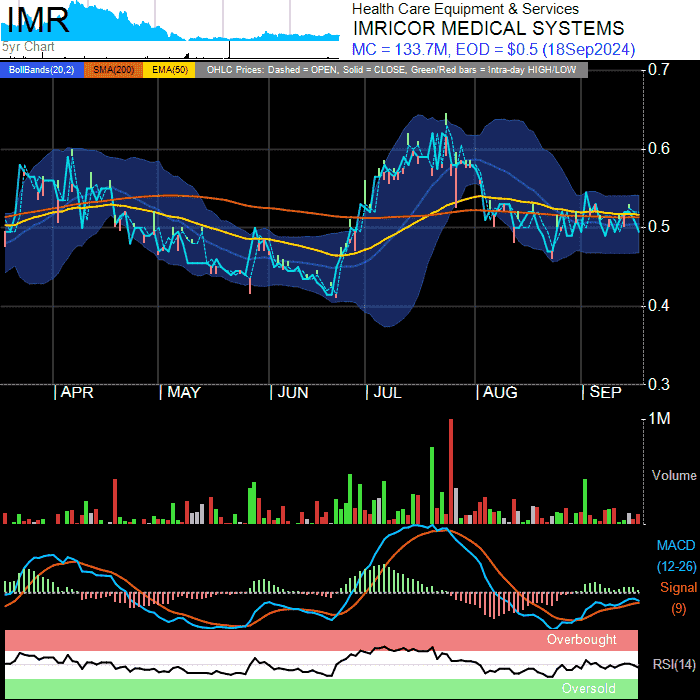 IMR
5yr Chart
Health Care Equipment & Services
IMRICOR MEDICAL SYSTEMS
MC = 133.7M, EOD = $0.5 (18Sep2024)
BollBands(20,2) SMA(200) EMA(50) OHLC Prices: Dashed = OPEN, Solid = CLOSE, Green/Red bars = Intra-day HIGH/LOW
0.7
0.6
0.5
0.4
0.3
APR MAY JUN JUL AUG SEP
1M
Volume
MACD
(12-26)
Signal
(9)
Overbought
RSI(14)
Oversold